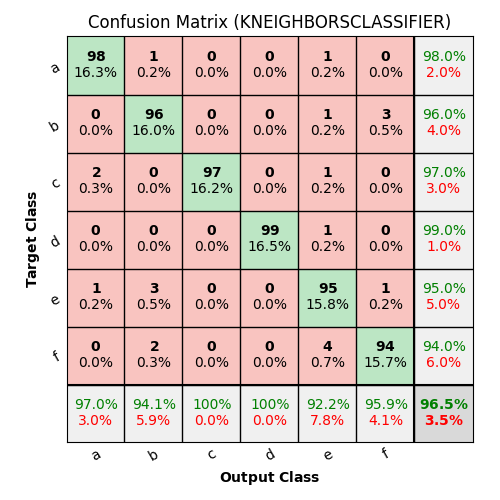 Confusion Matrix (KNEIGHBORSCLASSIFIER)
a 98 1 0 0 1 0 98.0%
16.3% 0.2% 0.0% 0.0% 0.2% 0.0% 2.0%
b 0 96 0 0 1 3 96.0%
0.0% 16.0% 0.0% 0.0% 0.2% 0.5% 4.0%
c 2 0 97 0 1 0 97.0%
0.3% 0.0% 16.2% 0.0% 0.2% 0.0% 3.0%
d 0 0 0 99 1 0 99.0%
0.0% 0.0% 0.0% 16.5% 0.2% 0.0% 1.0%
e 1 3 0 0 95 1 95.0%
0.2% 0.5% 0.0% 0.0% 15.8% 0.2% 5.0%
f 0 2 0 0 4 94 94.0%
0.0% 0.3% 0.0% 0.0% 0.7% 15.7% 6.0%
97.0% 94.1% 100% 100% 92.2% 95.9% 96.5%
3.0% 5.9% 0.0% 0.0% 7.8% 4.1% 3.5%
a b c d e f
Output Class
Target Class